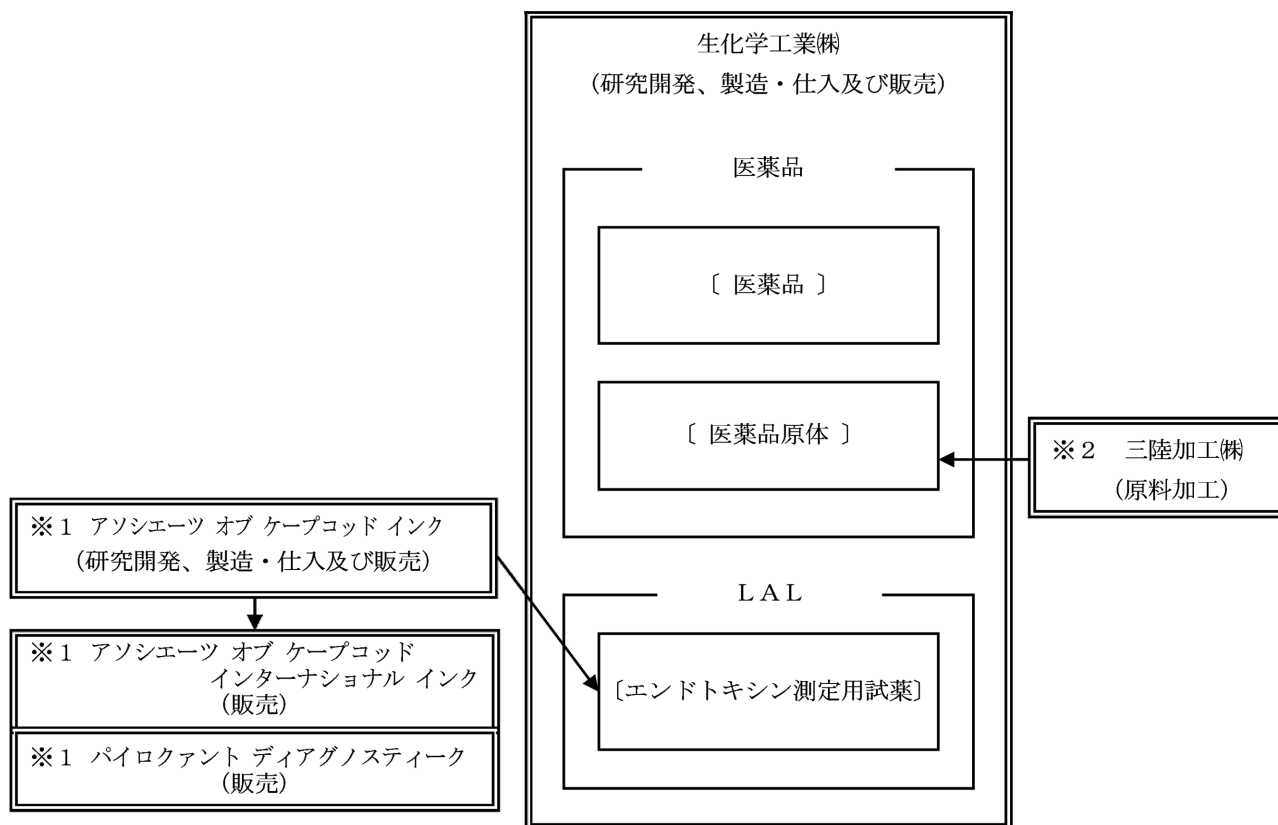 生化学工業㈱
（研究開発、製造・仕入及び販売）
医薬品
〔 医薬品 〕
〔 医薬品原体 〕
※２　三陸加工㈱
（原料加工）
※１ アソシエーツ オブ ケープコッド インク
（研究開発、製造・仕入及び販売）
ＬＡＬ
〔エンドトキシン測定用試薬〕
※１ アソシエーツ オブ ケープコッド
インターナショナル インク
（販売）
※１ パイロクァント ディアグノスティーク
（販売）